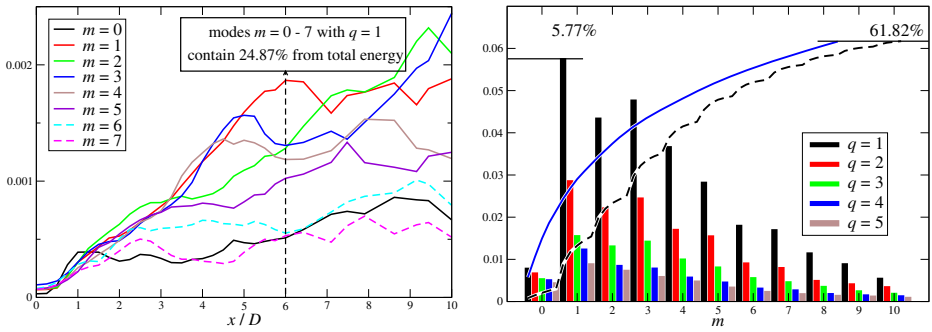 modes m = 0 - 7 with q = 1
contain 24.87% from total energy
m = 0
m = 1
m = 2
m = 3
m = 4
m = 5
m = 6
m = 7
0.002
0.001
0
0 1 2 3 4 5 6 7 8 9 10
x / D
5.77%
61.82%
0.06
0.05
0.04
0.03
0.02
0.01
0
q = 1
q = 2
q = 3
q = 4
q = 5
0 1 2 3 4 5 6 7 8 9 10
m